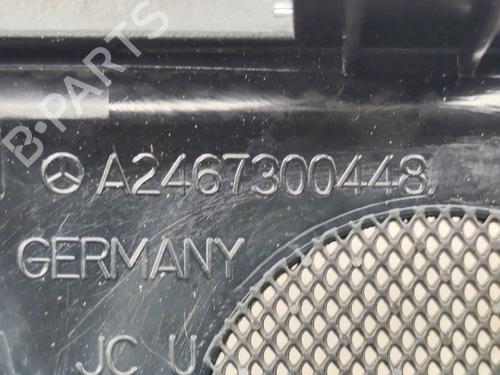 B-PARTS
A2467300448
GERMANY
JC U